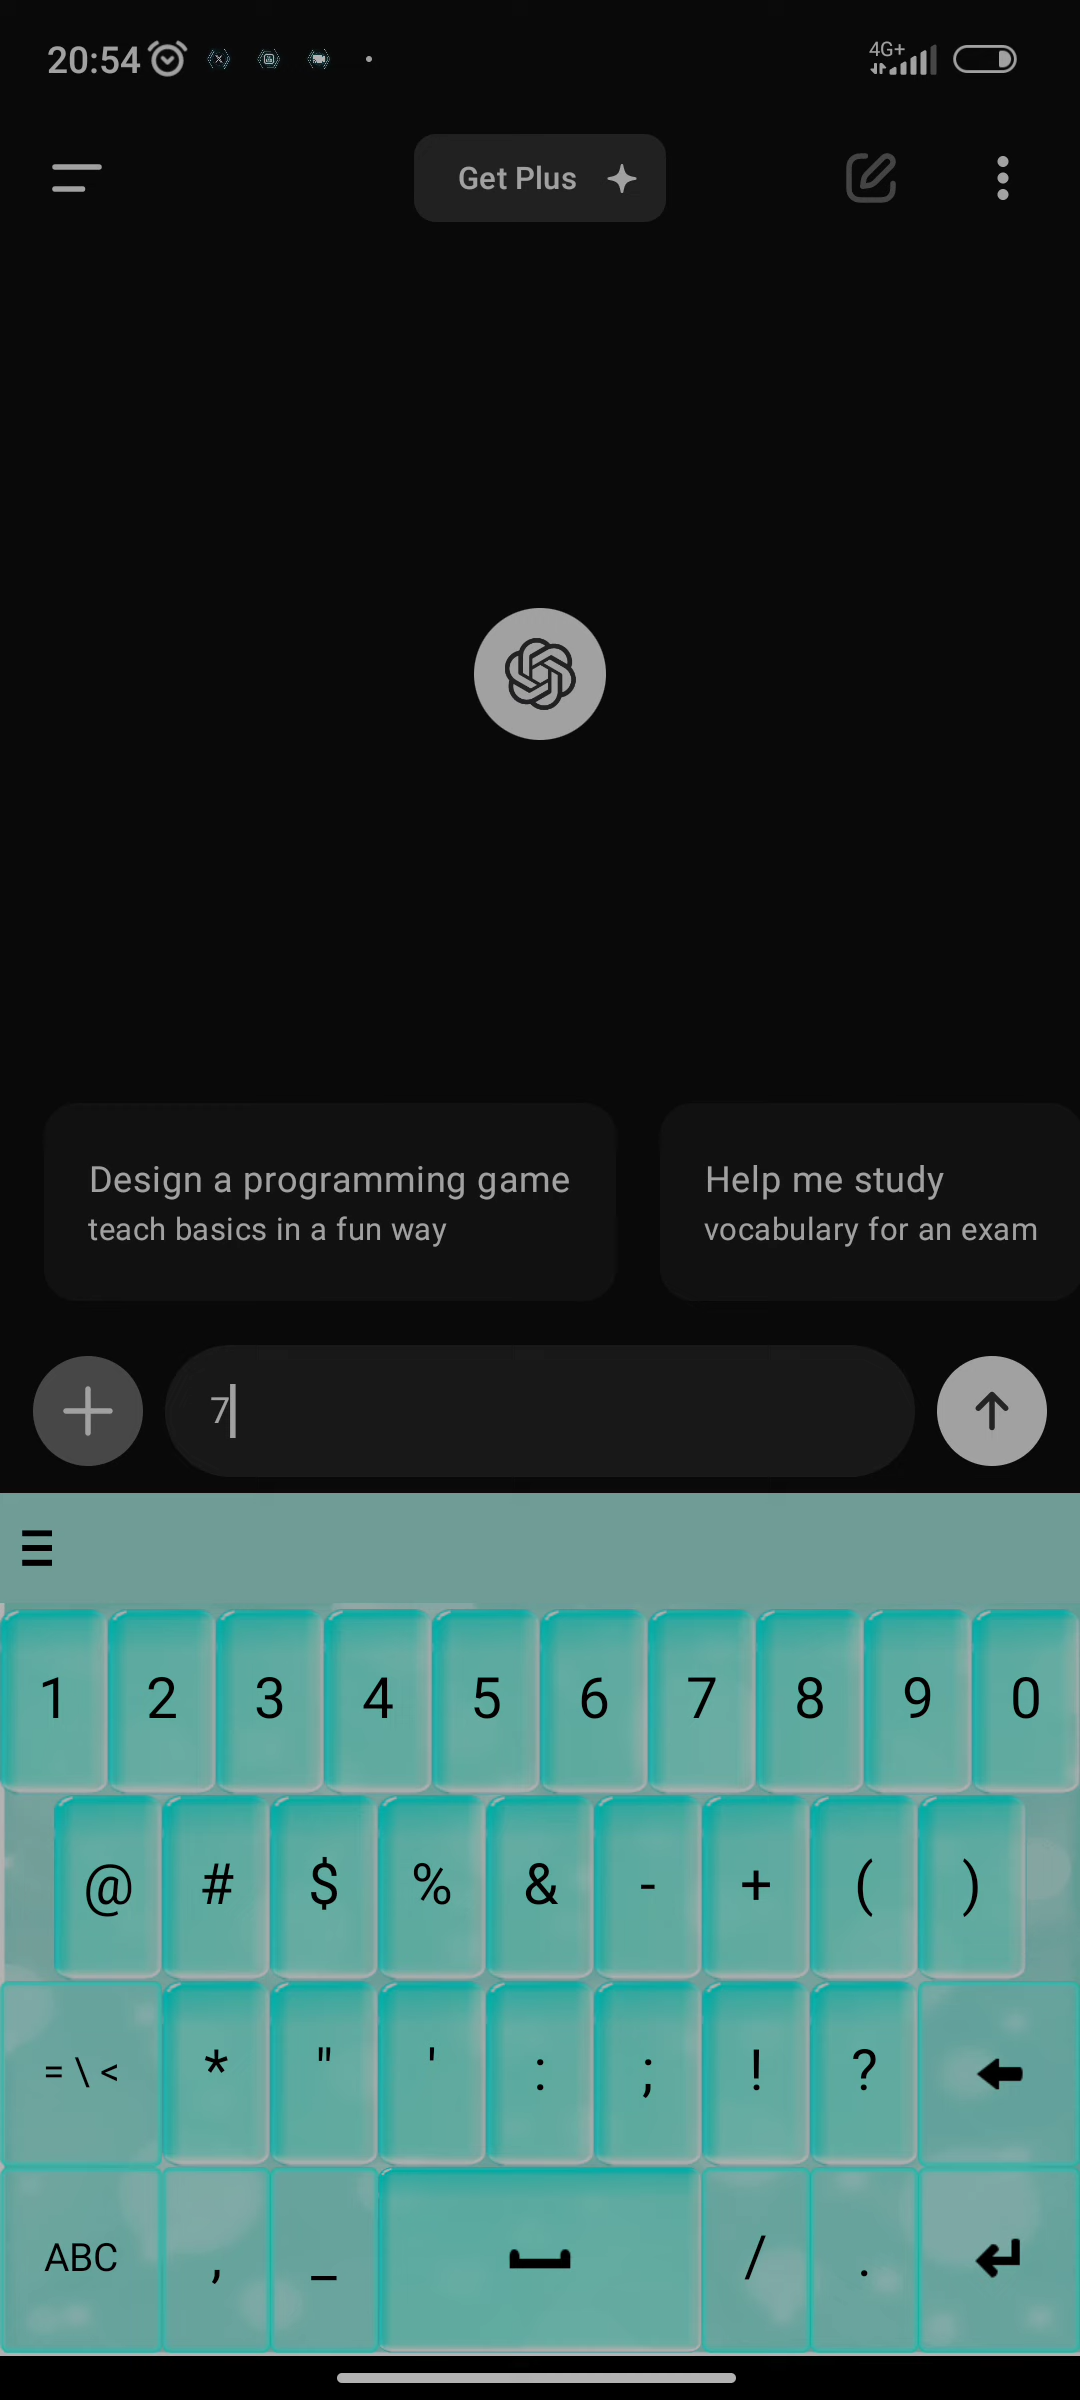 20:54
4G+
Get Plus
Design a programming game
teach basics in a fun way
Help me study
vocabulary for an exam
7
1 2 3 4 5 6 7 8 9 0
@ # $ % & - + ( )
= \ < * " ' : ; ! ?
ABC , _ / .